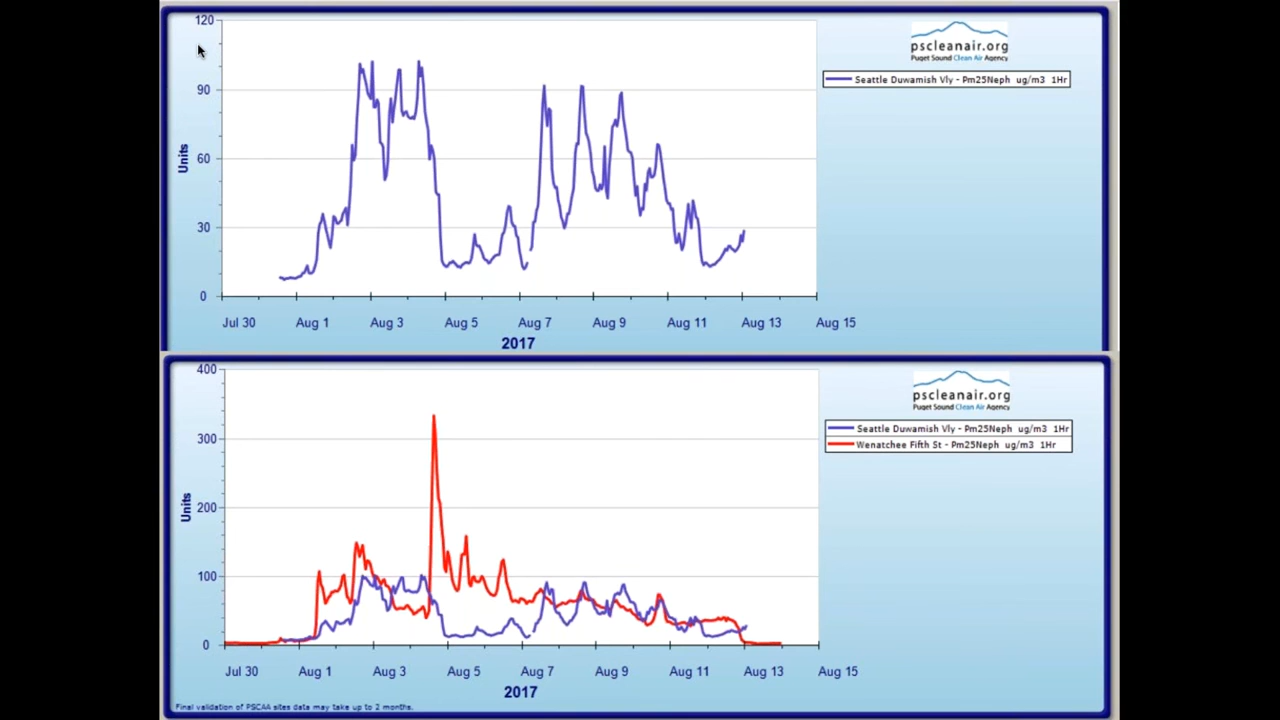 120
pscleanair.org
Puget Sound Clean Air Agency
Seattle Duwamish Vly - Pm25Neph ug/m3 1Hr
90
Units
60
30
0
Jul 30 Aug 1 Aug 3 Aug 5 Aug 7 Aug 9 Aug 11 Aug 13 Aug 15
2017
400
pscleanair.org
Puget Sound Clean Air Agency
Seattle Duwamish Vly - Pm25Neph ug/m3 1Hr
Wenatchee Fifth St - Pm25Neph ug/m3 1Hr
300
Units
200
100
0
Jul 30 Aug 1 Aug 3 Aug 5 Aug 7 Aug 9 Aug 11 Aug 13 Aug 15
2017
Final validation of PSCAA sites data may take up to 2 months.